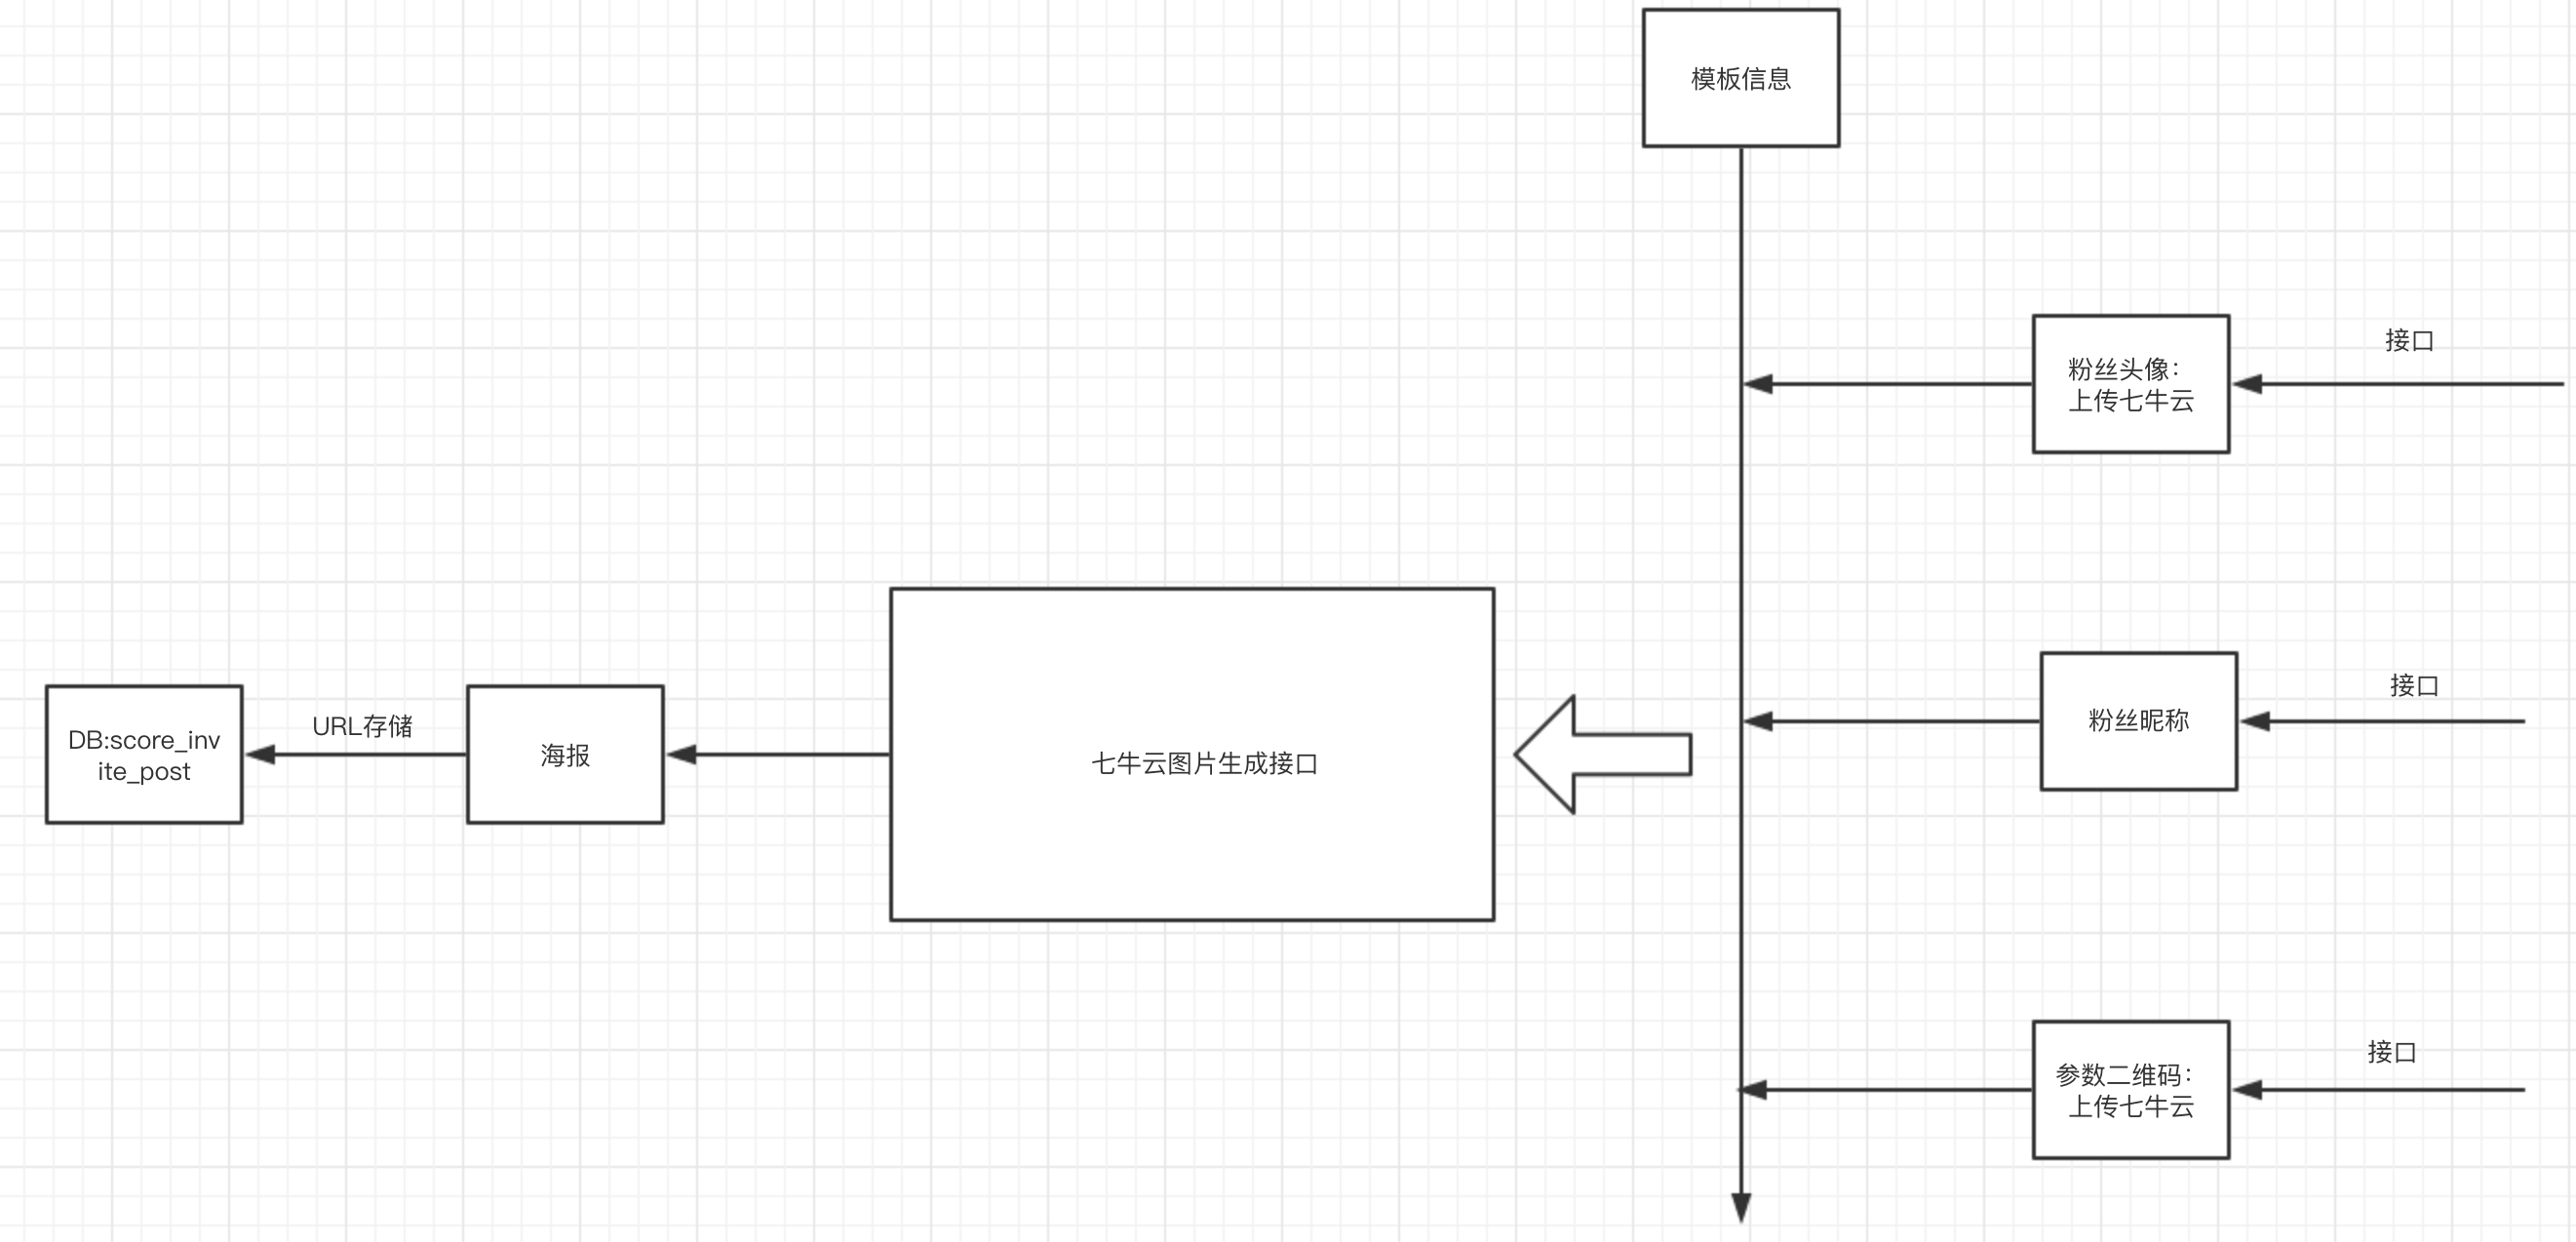 模板信息
接口
粉丝头像：
上传七牛云
接口
粉丝昵称
URL存储
DB:score_inv
ite_post
海报
七牛云图片生成接口
接口
参数二维码：
上传七牛云